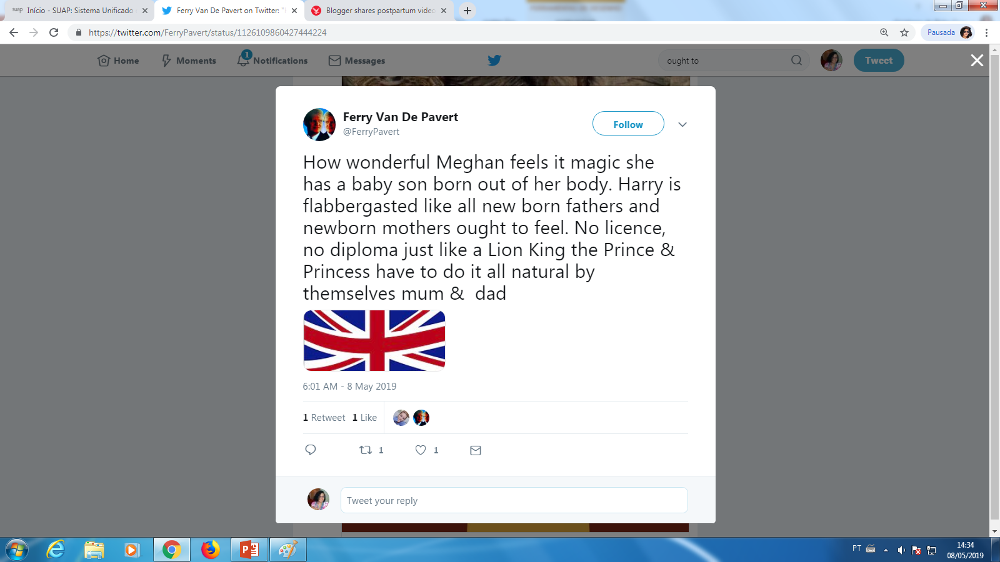 suap Início - SUAP: Sistema Unificado
Ferry Van De Pavert on Twitter: "
Blogger shares postpartum video
https://twitter.com/FerryPavert/status/1126109860427444224
Pausada
Home Moments 1 Notifications Messages
ought to
Tweet
Ferry Van De Pavert
@FerryPavert
Follow
How wonderful Meghan feels it magic she
has a baby son born out of her body. Harry is
flabbergasted like all new born fathers and
newborn mothers ought to feel. No licence,
no diploma just like a Lion King the Prince &
Princess have to do it all natural by
themselves mum &  dad
6:01 AM - 8 May 2019
1 Retweet 1 Like
1 1
Tweet your reply
PT
14:34
08/05/2019